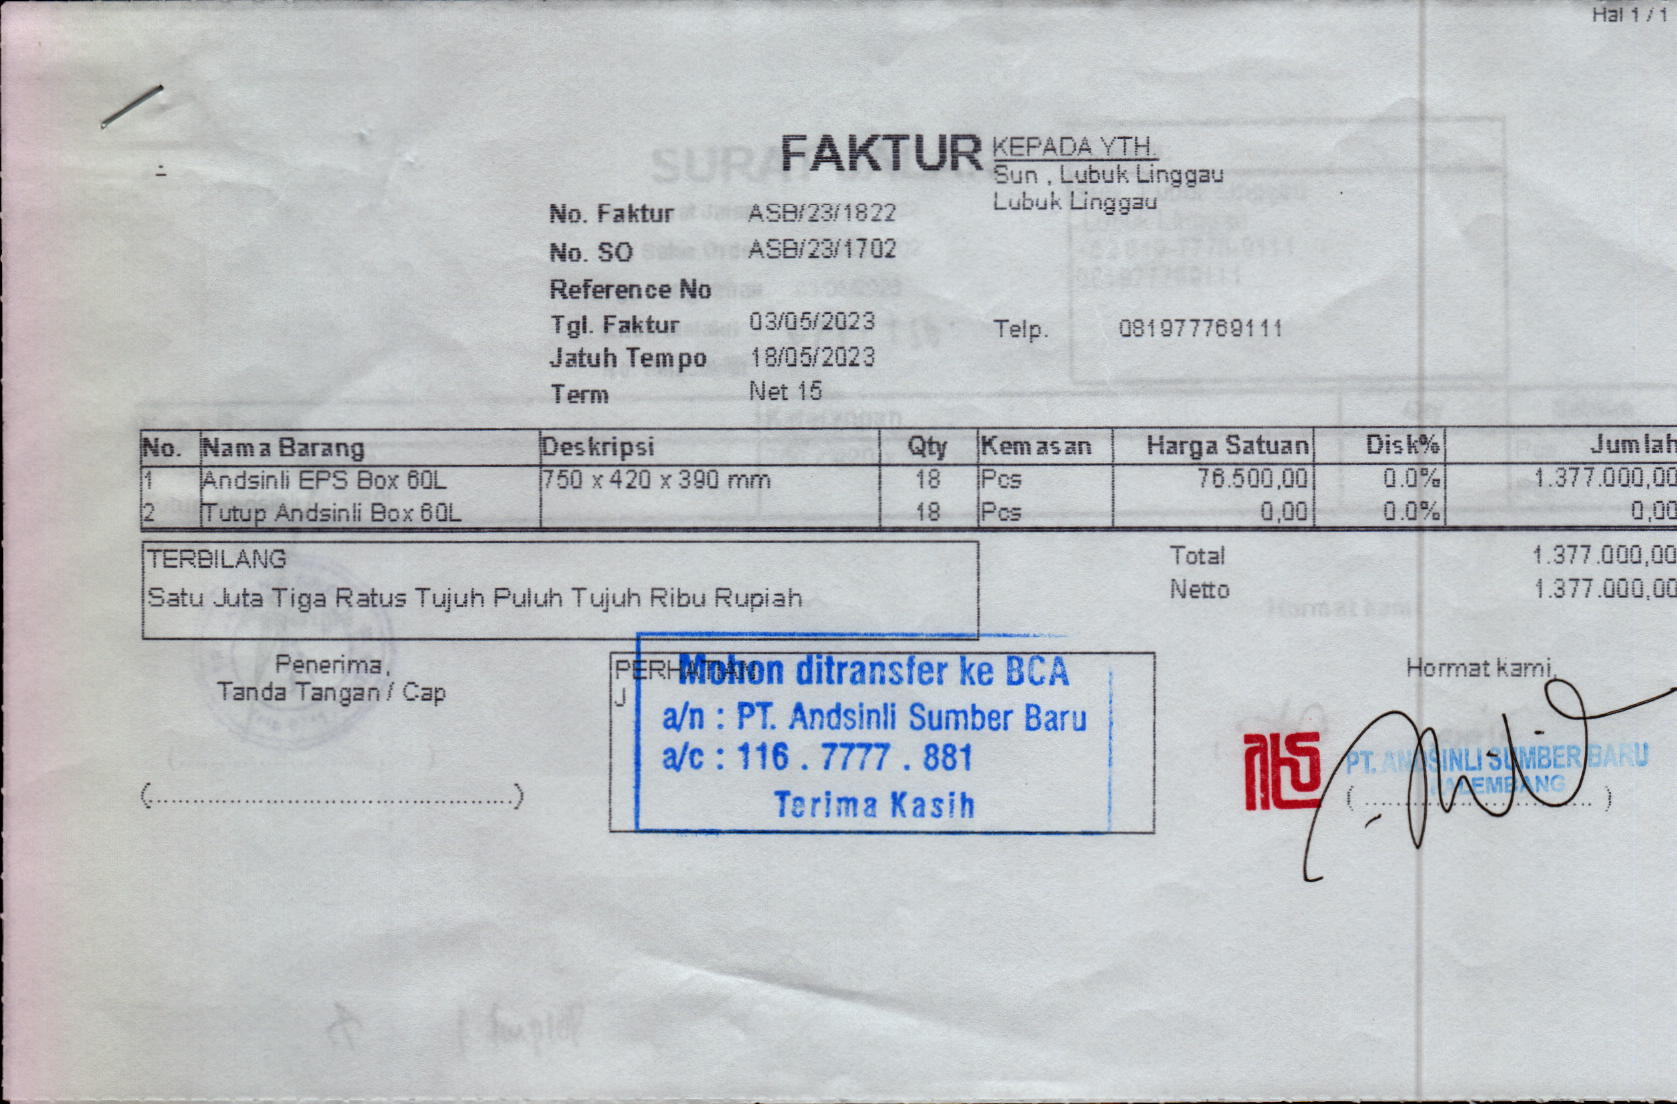 Hal 1 / 1
FAKTUR
KEPADA YTH.
Sun , Lubuk Linggau
Lubuk Linggau
No. Faktur ASB/23/1822
No. SO ASB/23/1702
Reference No
Tgl. Faktur 03/05/2023
Telp. 081977769111
Jatuh Tempo 18/05/2023
Term Net 15
No. Nama Barang Deskripsi Qty Kemasan Harga Satuan Disk% Jumlah
1 Andsinli EPS Box 60L 750 x 420 x 390 mm 18 Pcs 76.500,00 0.0% 1.377.000,00
2 Tutup Andsinli Box 60L 18 Pcs 0,00 0.0% 0,00
TERBILANG
Satu Juta Tiga Ratus Tujuh Puluh Tujuh Ribu Rupiah
Total 1.377.000,00
Netto 1.377.000,00
Penerima,
Tanda Tangan / Cap
(........................................................)
PERHATIAN
J
Mohon ditransfer ke BCA
a/n : PT. Andsinli Sumber Baru
a/c : 116 . 7777 . 881
Terima Kasih
Hormat kami,
PT. ANDSINLI SUMBER BARU
PALEMBANG
( ................................... )